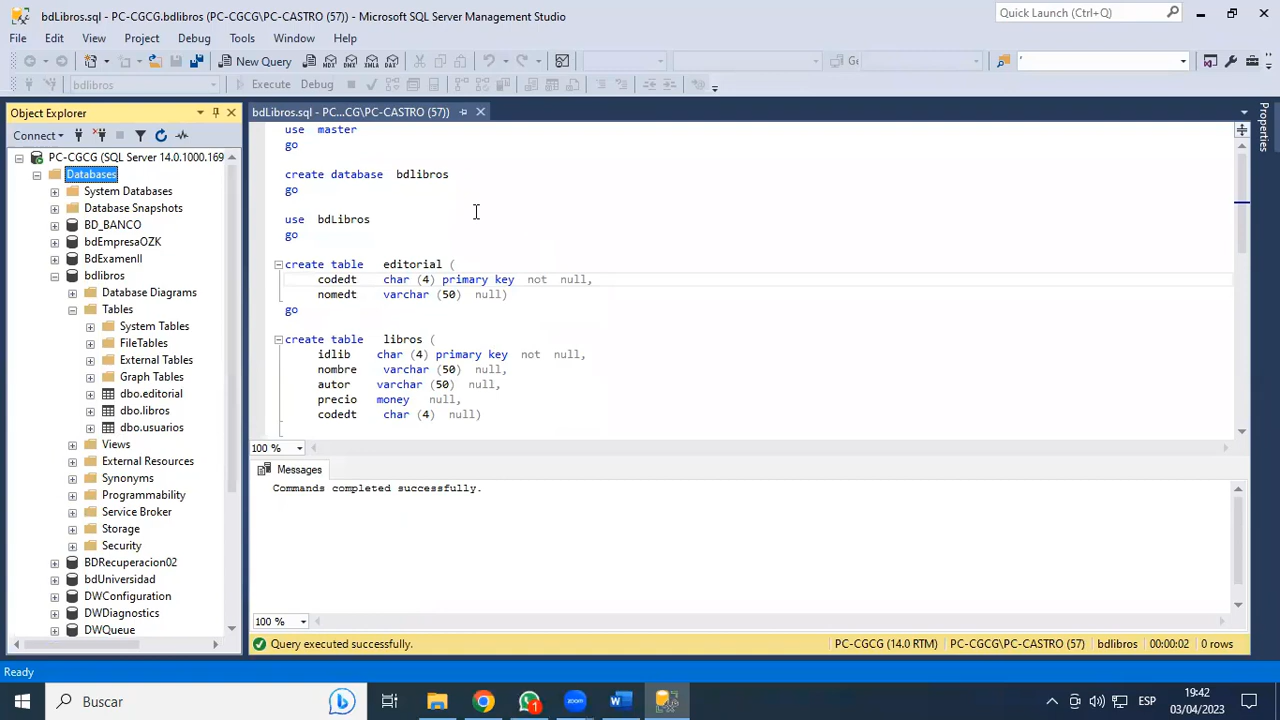 bdLibros.sql - PC-CGCG.bdlibros (PC-CGCG\PC-CASTRO (57)) - Microsoft SQL Server Management Studio
Quick Launch (Ctrl+Q)
File Edit View Project Debug Tools Window Help
New Query
MDX DMX XMLA DAX
Ge
'
bdlibros
Execute Debug
Object Explorer
bdLibros.sql - PC...CG\PC-CASTRO (57))
Properties
Connect
PC-CGCG (SQL Server 14.0.1000.169
Databases
System Databases
Database Snapshots
BD_BANCO
bdEmpresaOZK
BdExamenII
bdlibros
Database Diagrams
Tables
System Tables
FileTables
External Tables
Graph Tables
dbo.editorial
dbo.libros
dbo.usuarios
Views
External Resources
Synonyms
Programmability
Service Broker
Storage
Security
BDRecuperacion02
bdUniversidad
DWConfiguration
DWDiagnostics
DWQueue
use master
go
create database bdlibros
go
use bdLibros
go
create table editorial (
codedt char (4) primary key not null,
nomedt varchar (50) null)
go
create table libros (
idlib char (4) primary key not null,
nombre varchar (50) null,
autor varchar (50) null,
precio money null,
codedt char (4) null)
100 %
Messages
Commands completed successfully.
100 %
Query executed successfully.
PC-CGCG (14.0 RTM) PC-CGCG\PC-CASTRO (57) bdlibros 00:00:02 0 rows
Ready
Buscar
1
zoom
ESP
19:42
03/04/2023